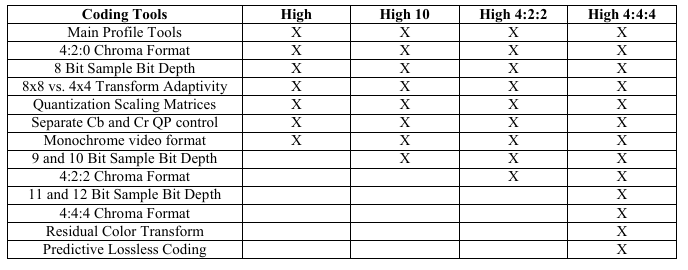 Coding Tools High High 10 High 4:2:2 High 4:4:4
Main Profile Tools X X X X
4:2:0 Chroma Format X X X X
8 Bit Sample Bit Depth X X X X
8x8 vs. 4x4 Transform Adaptivity X X X X
Quantization Scaling Matrices X X X X
Separate Cb and Cr QP control X X X X
Monochrome video format X X X X
9 and 10 Bit Sample Bit Depth X X X
4:2:2 Chroma Format X X
11 and 12 Bit Sample Bit Depth X
4:4:4 Chroma Format X
Residual Color Transform X
Predictive Lossless Coding X